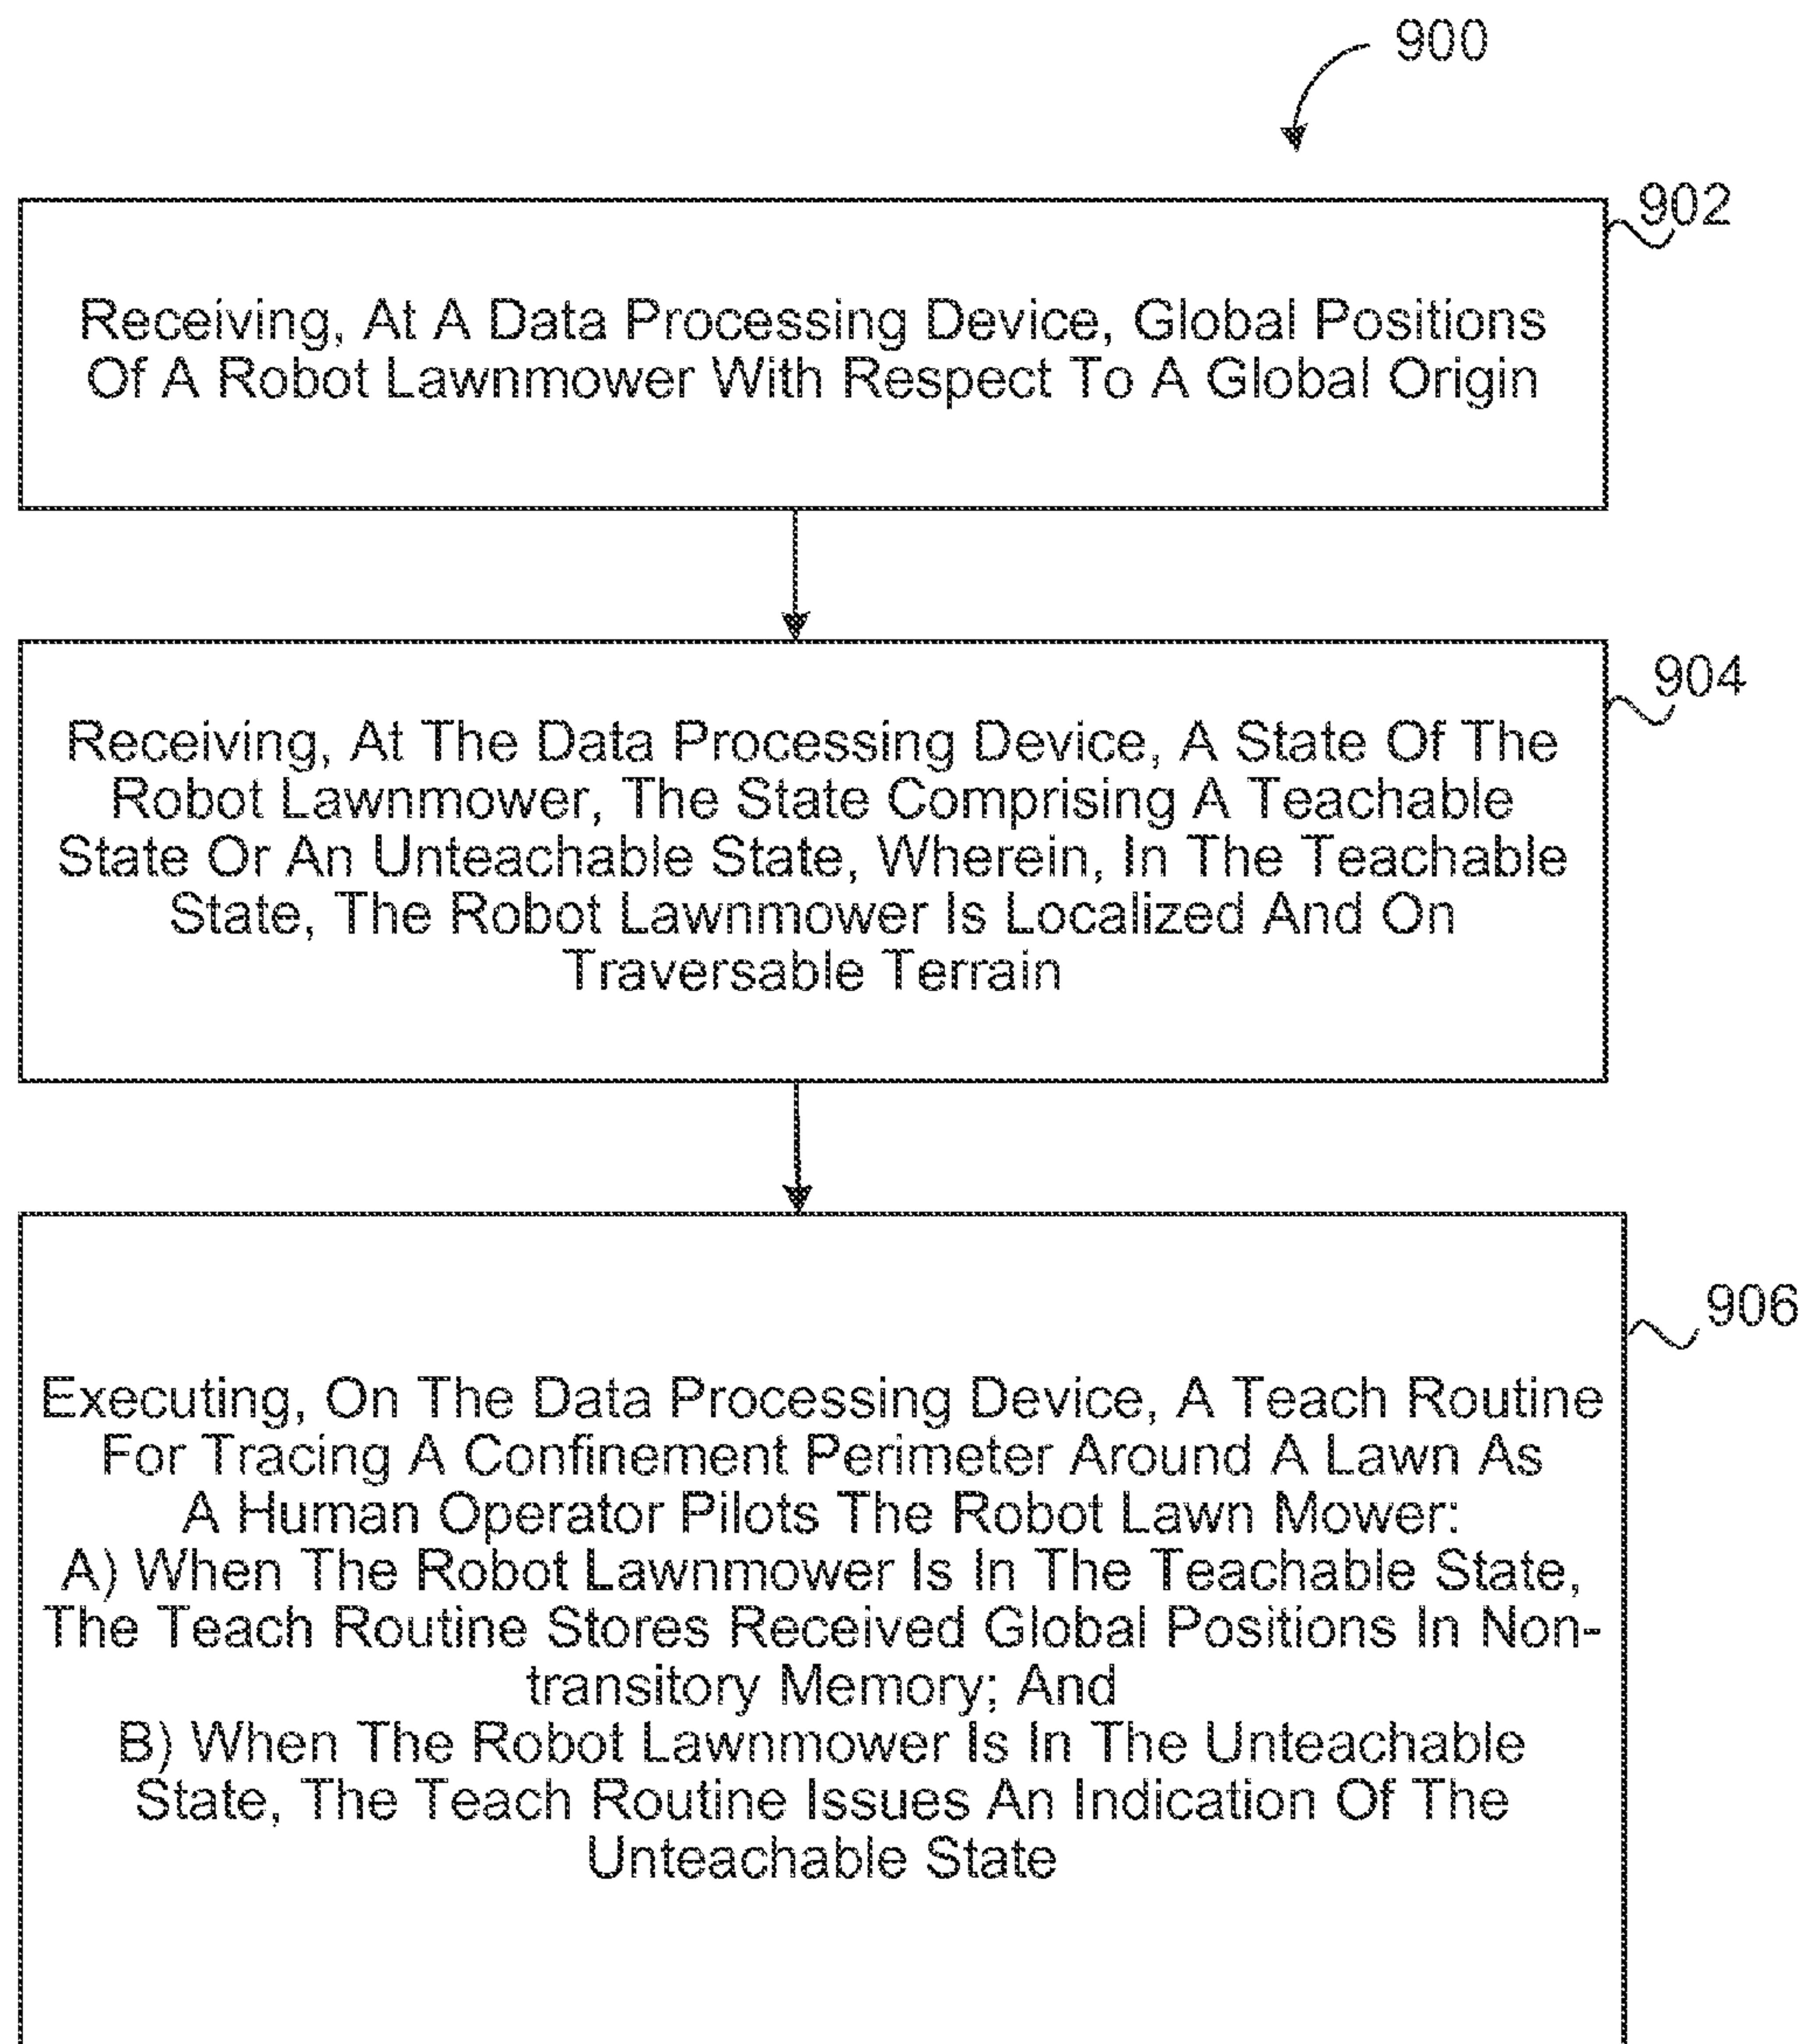 900
902
Receiving, At A Data Processing Device, Global Positions
Of A Robot Lawnmower With Respect To A Global Origin
904
Receiving, At The Data Processing Device, A State Of The
Robot Lawnmower, The State Comprising A Teachable
State Or An Unteachable State, Wherein, In The Teachable
State, The Robot Lawnmower Is Localized And On
Traversable Terrain
906
Executing, On The Data Processing Device, A Teach Routine
For Tracing A Confinement Perimeter Around A Lawn As
A Human Operator Pilots The Robot Lawn Mower:
A) When The Robot Lawnmower Is In The Teachable State,
The Teach Routine Stores Received Global Positions In Non-
transitory Memory; And
B) When The Robot Lawnmower Is In The Unteachable
State, The Teach Routine Issues An Indication Of The
Unteachable State